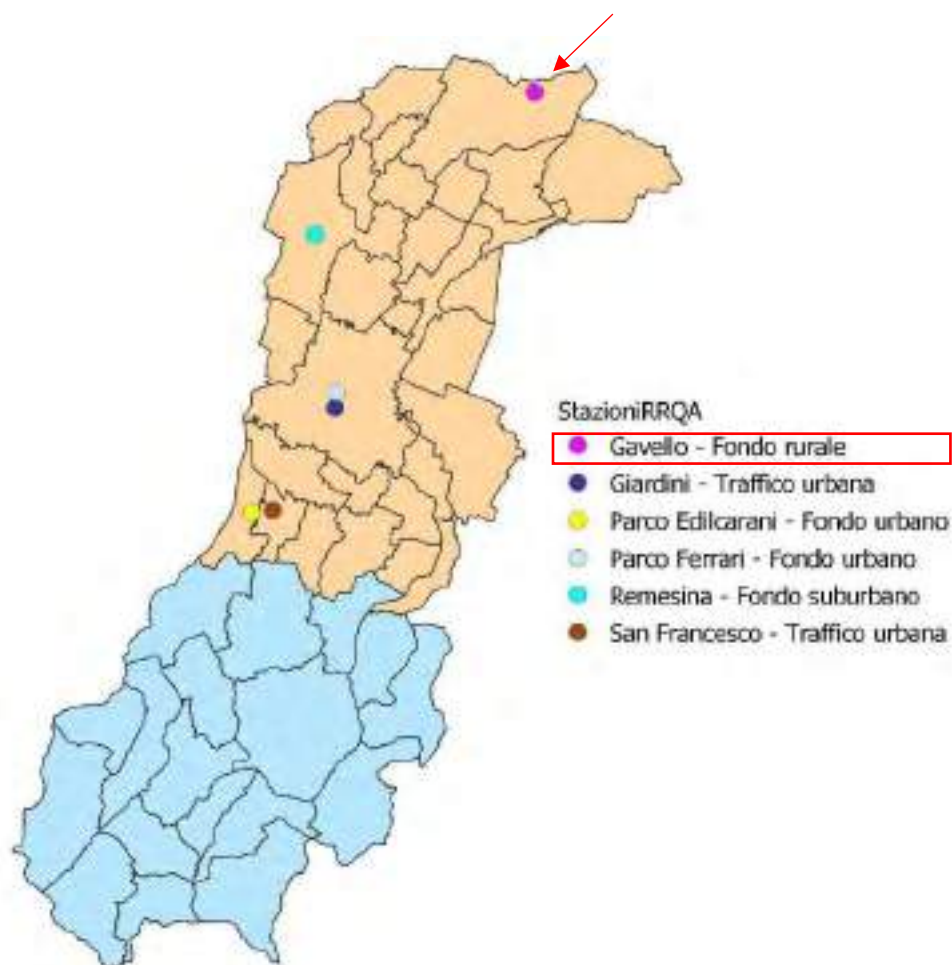 StazioniRRQA
Gavello - Fondo rurale
Giardini - Traffico urbana
Parco Edilcarani - Fondo urbano
Parco Ferrari - Fondo urbano
Remesina - Fondo suburbano
San Francesco - Traffico urbana